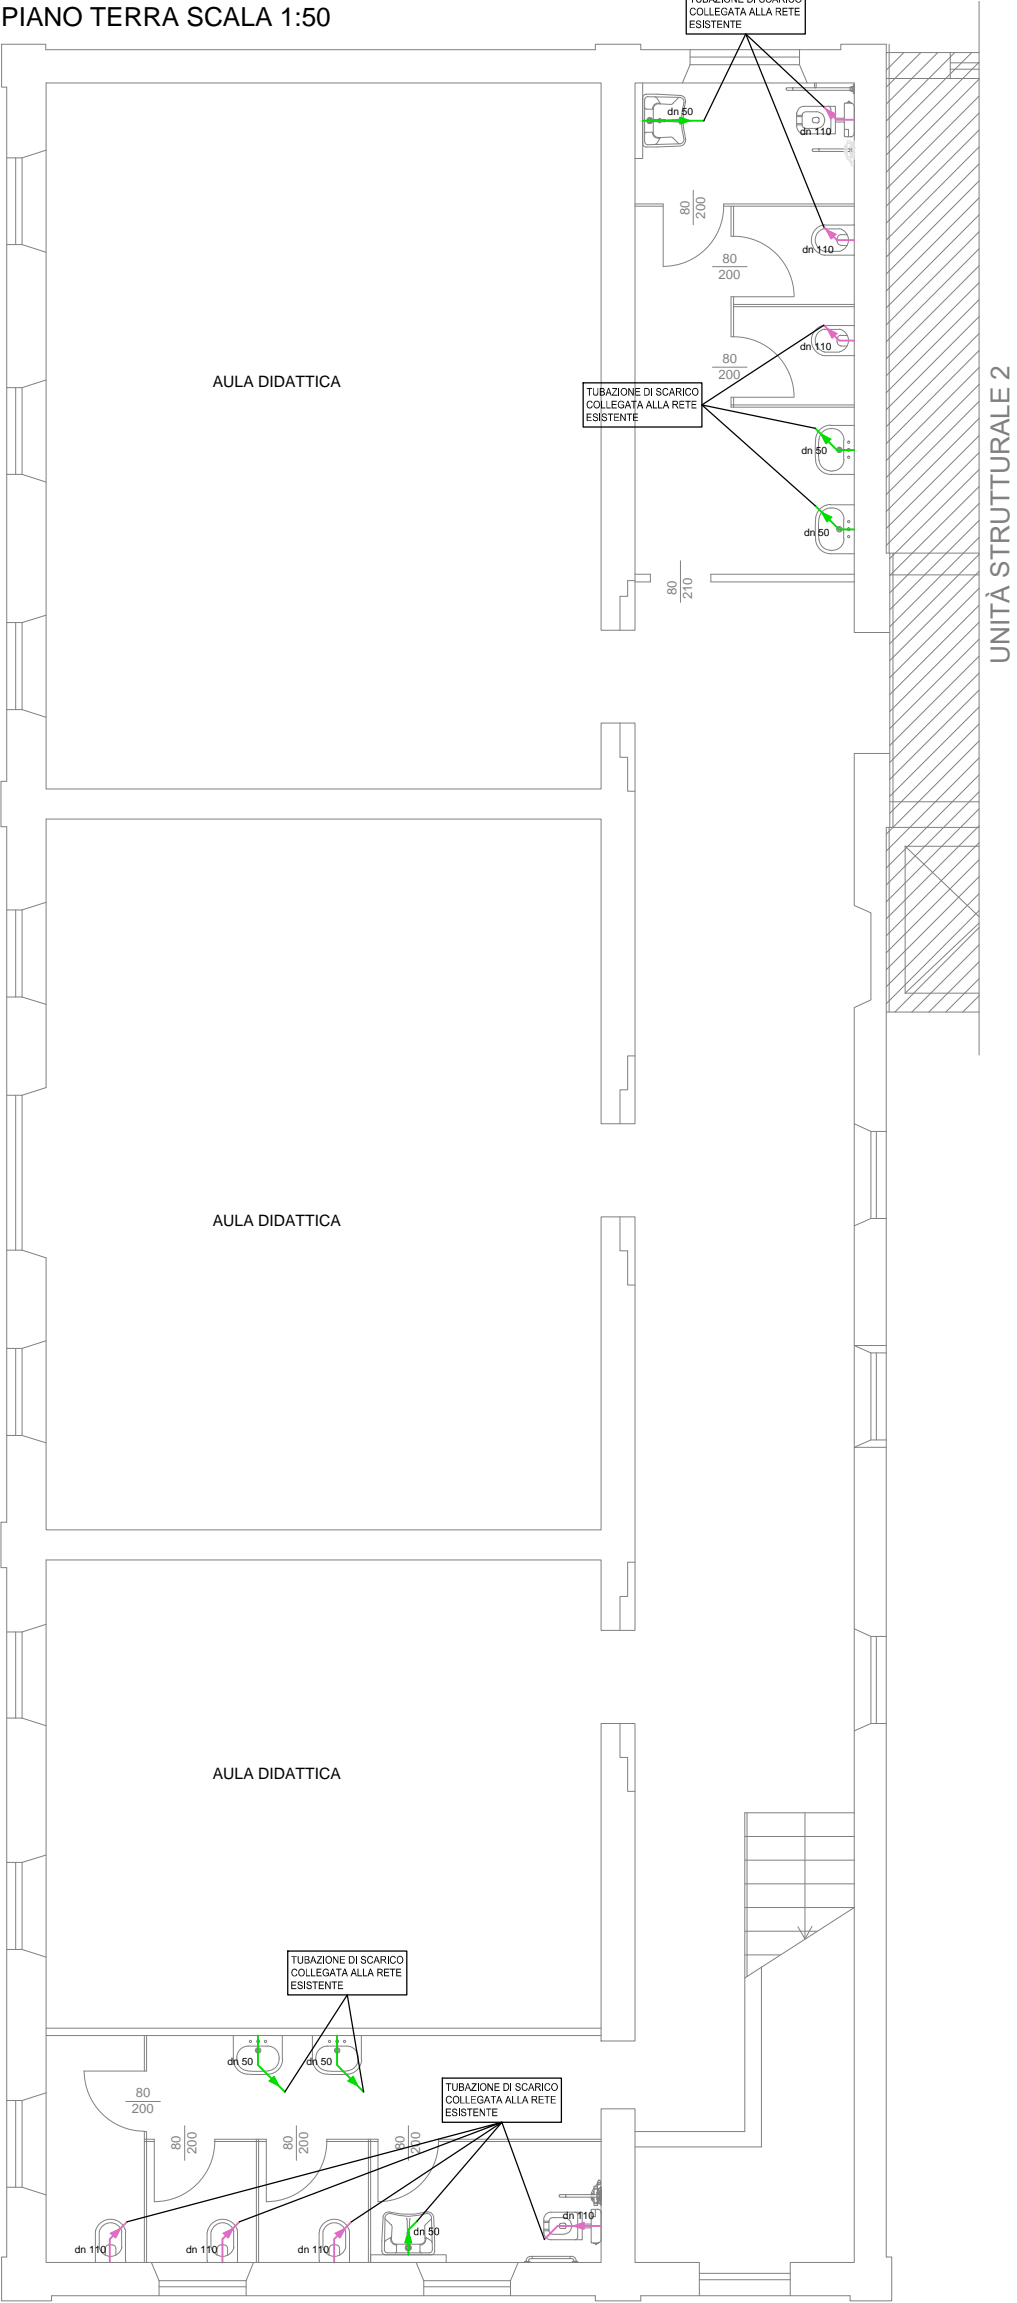 PIANO TERRA SCALA 1:50
TUBAZIONE DI SCARICO
COLLEGATA ALLA RETE
ESISTENTE
dn 50
dn 110
80
200
dn 110
80
200
dn 110
80
200
AULA DIDATTICA
TUBAZIONE DI SCARICO
COLLEGATA ALLA RETE
ESISTENTE
dn 50
dn 50
80
210
UNITÀ STRUTTURALE 2
AULA DIDATTICA
AULA DIDATTICA
TUBAZIONE DI SCARICO
COLLEGATA ALLA RETE
ESISTENTE
dn 50
dn 50
80
200
TUBAZIONE DI SCARICO
COLLEGATA ALLA RETE
ESISTENTE
80
200
80
200
80
200
dn 110
dn 110
dn 110
dn 50
dn 110